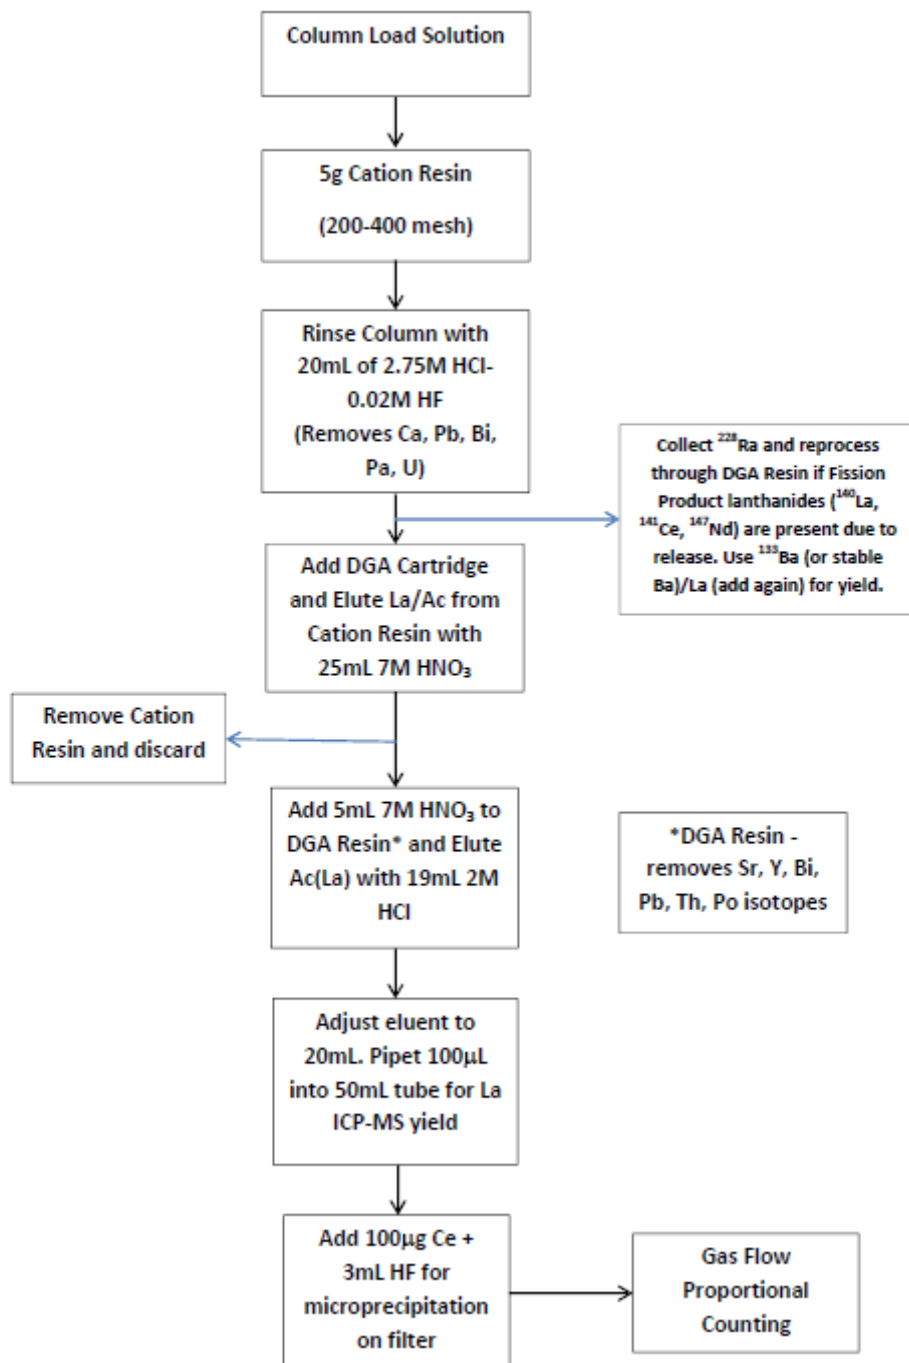 Column Load Solution
5g Cation Resin
(200-400 mesh)
Rinse Column with
20mL of 2.75M HCl-
0.02M HF
(Removes Ca, Pb, Bi,
Pa, U)
Collect ²²⁸Ra and reprocess
through DGA Resin if Fission
Product lanthanides (¹⁴⁰La,
¹⁴¹Ce, ¹⁴⁷Nd) are present due to
release. Use ¹³³Ba (or stable
Ba)/La (add again) for yield.
Add DGA Cartridge
and Elute La/Ac from
Cation Resin with
25mL 7M HNO₃
Remove Cation
Resin and discard
Add 5mL 7M HNO₃ to
DGA Resin* and Elute
Ac(La) with 19mL 2M
HCl
*DGA Resin -
removes Sr, Y, Bi,
Pb, Th, Po isotopes
Adjust eluent to
20mL. Pipet 100µL
into 50mL tube for La
ICP-MS yield
Add 100µg Ce +
3mL HF for
microprecipitation
on filter
Gas Flow
Proportional
Counting